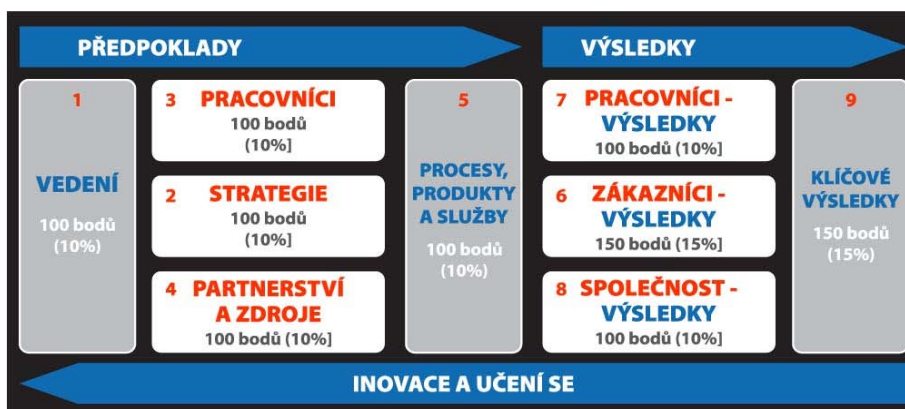 PŘEDPOKLADY
VÝSLEDKY
1
VEDENÍ
100 bodů
(10%)
3 PRACOVNÍCI
100 bodů
(10%]
2 STRATEGIE
100 bodů
(10%]
4 PARTNERSTVÍ
A ZDROJE
100 bodů (10%]
5
PROCESY,
PRODUKTY
A SLUŽBY
100 bodů
(10%)
7 PRACOVNÍCI -
VÝSLEDKY
100 bodů (10%]
6 ZÁKAZNÍCI -
VÝSLEDKY
150 bodů (15%]
8 SPOLEČNOST -
VÝSLEDKY
100 bodů (10%]
9
KLÍČOVÉ
VÝSLEDKY
150 bodů
(15%)
INOVACE A UČENÍ SE